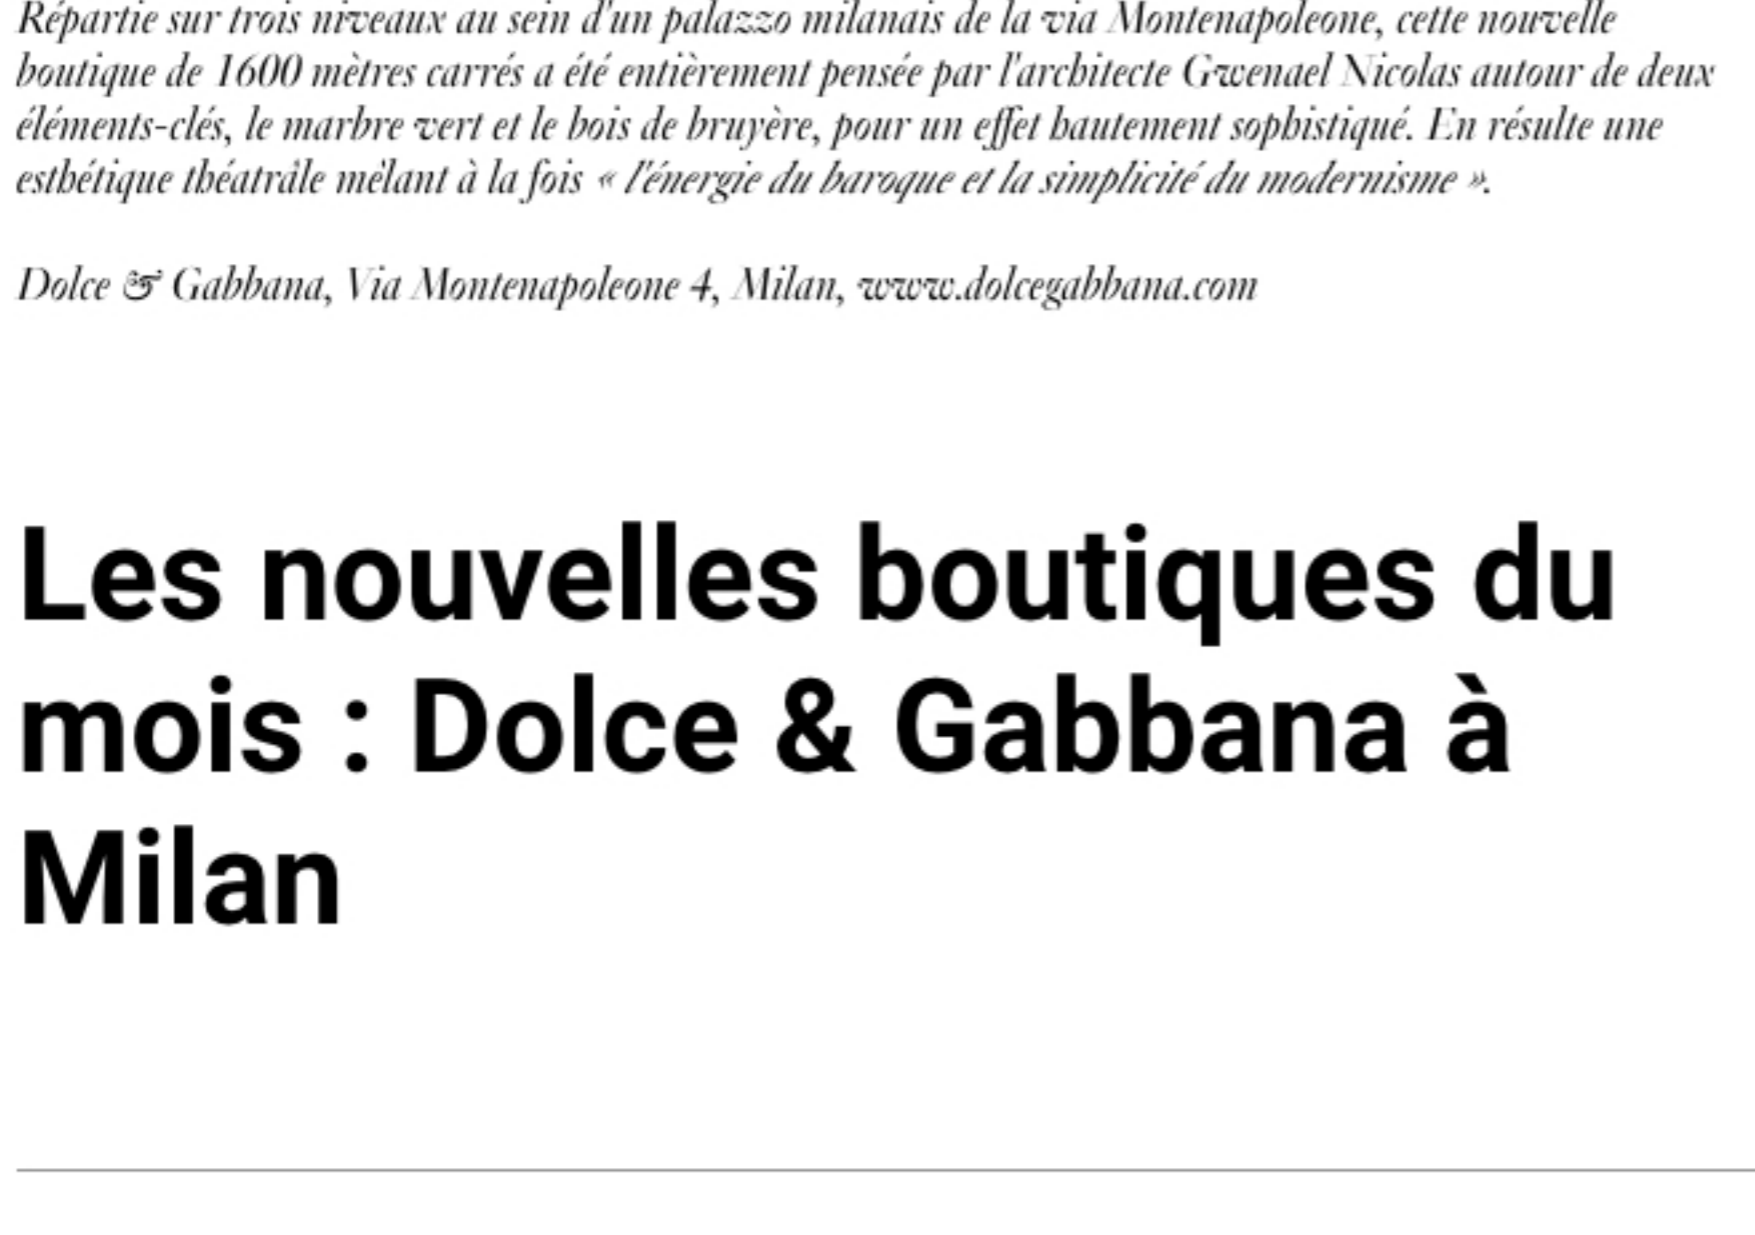 Répartie sur trois niveaux au sein d'un palazzo milanais de la via Montenapoleone, cette nouvelle
boutique de 1600 mètres carrés a été entièrement pensée par l'architecte Gwenael Nicolas autour de deux
éléments-clés, le marbre vert et le bois de bruyère, pour un effet hautement sophistiqué. En résulte une
esthétique théatrâle mêlant à la fois « l'énergie du baroque et la simplicité du modernisme ».
Dolce & Gabbana, Via Montenapoleone 4, Milan, www.dolcegabbana.com
Les nouvelles boutiques du
mois : Dolce & Gabbana à
Milan